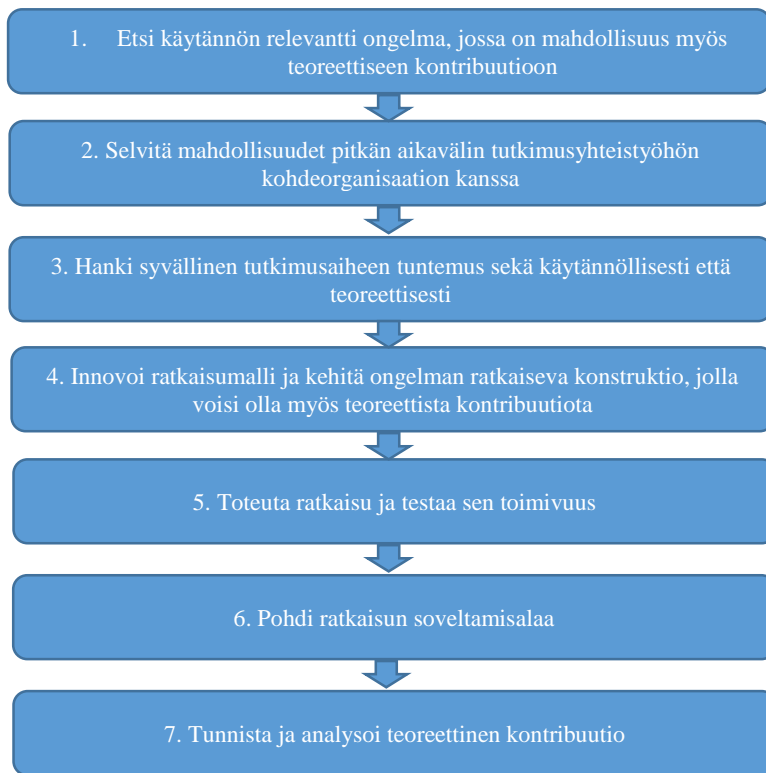 1. Etsi käytännön relevantti ongelma, jossa on mahdollisuus myös
teoreettiseen kontribuutioon
2. Selvitä mahdollisuudet pitkän aikavälin tutkimusyhteistyöhön
kohdeorganisaation kanssa
3. Hanki syvällinen tutkimusaiheen tuntemus sekä käytännöllisesti että
teoreettisesti
4. Innovoi ratkaisumalli ja kehitä ongelman ratkaiseva konstruktio, jolla
voisi olla myös teoreettista kontribuutiota
5. Toteuta ratkaisu ja testaa sen toimivuus
6. Pohdi ratkaisun soveltamisalaa
7. Tunnista ja analysoi teoreettinen kontribuutio